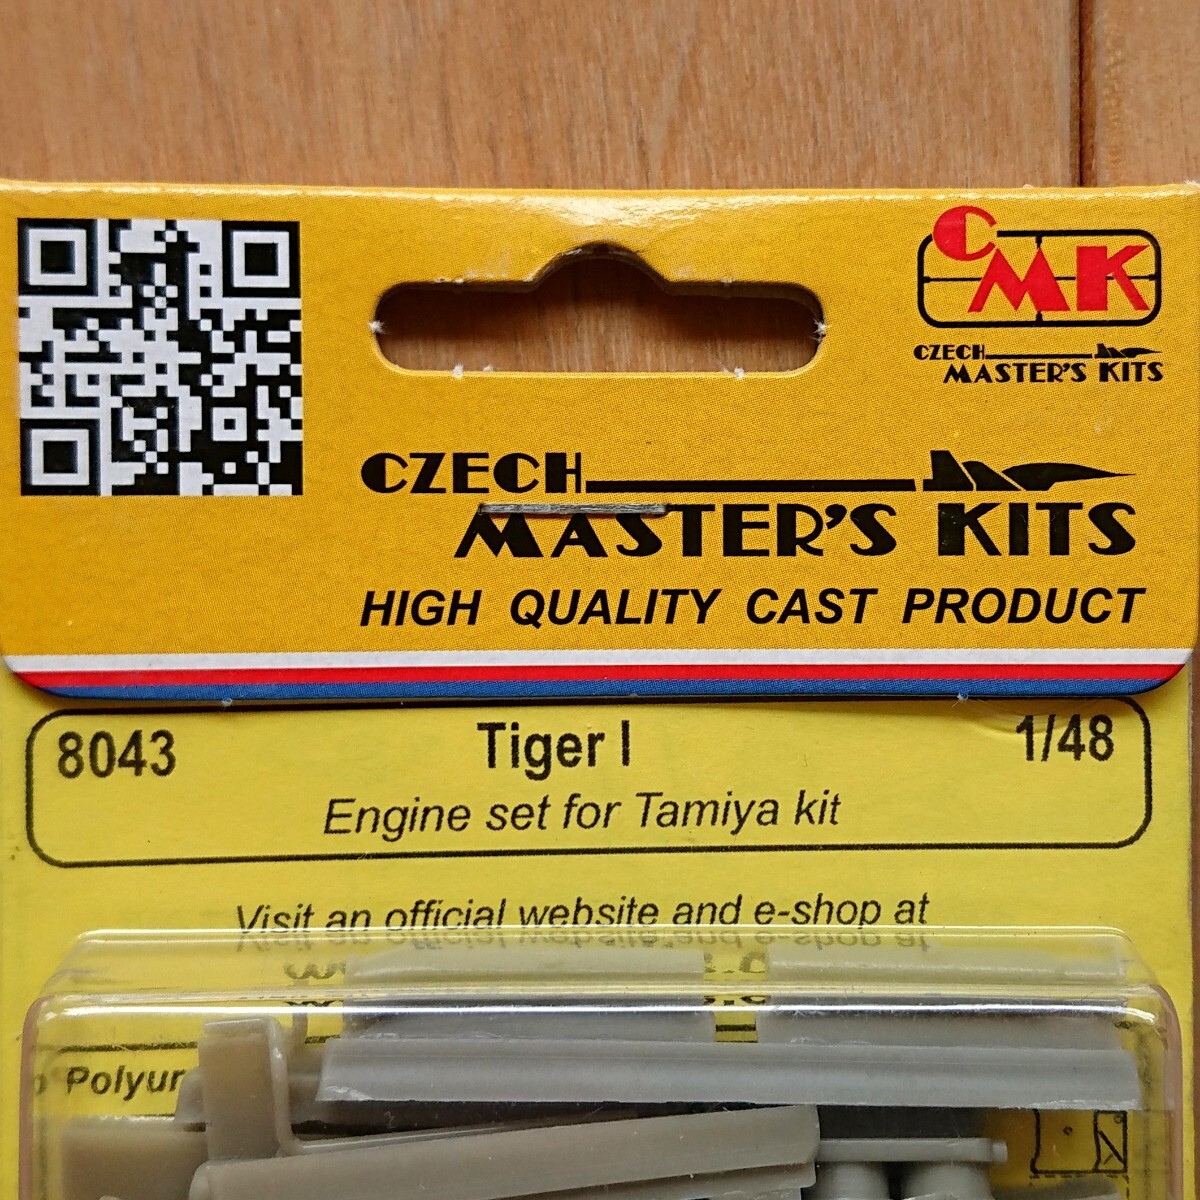 CMK
CZECH
MASTER'S KITS
CZECH
MASTER'S KITS
HIGH QUALITY CAST PRODUCT
8043 Tiger I 1/48
Engine set for Tamiya kit
Visit an official website and e-shop at
Polyur